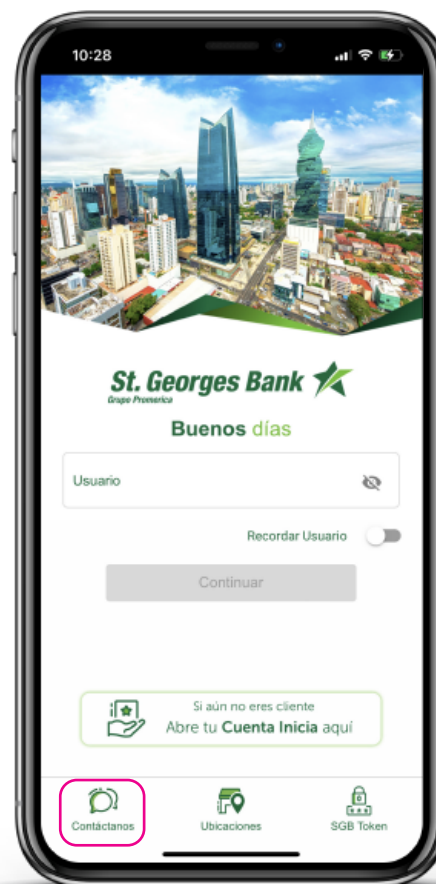 10:28
St. Georges Bank
Grupo Promerica
Buenos días
Usuario
Recordar Usuario
Continuar
Si aún no eres cliente
Abre tu Cuenta Inicia aquí
Contáctanos
Ubicaciones
SGB Token